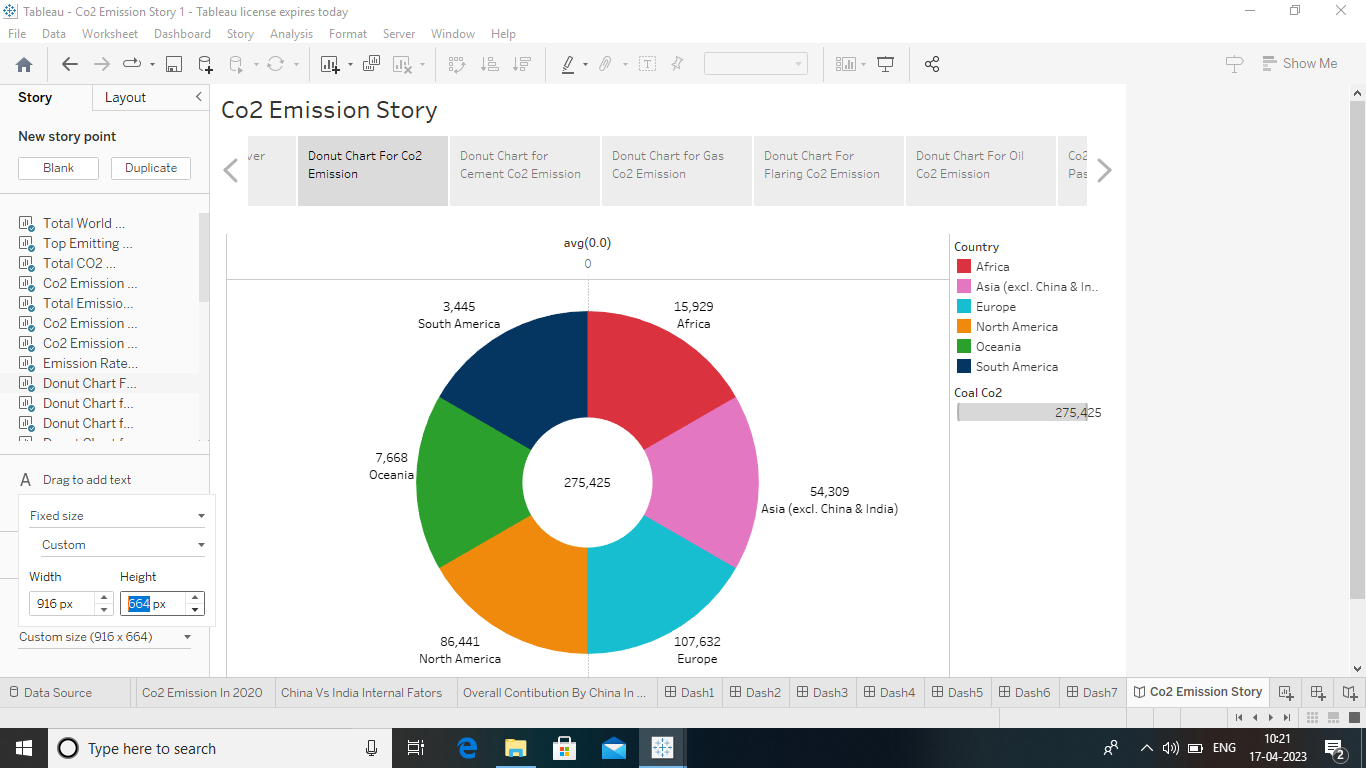 Tableau - Co2 Emission Story 1 - Tableau license expires today
File Data Worksheet Dashboard Story Analysis Format Server Window Help
Show Me
Story Layout
New story point
Blank Duplicate
Total World ...
Top Emitting ...
Total CO2 ...
Co2 Emission ...
Total Emissio...
Co2 Emission ...
Co2 Emission ...
Emission Rate...
Donut Chart F...
Donut Chart f...
Donut Chart f...
A Drag to add text
Fixed size
Custom
Width Height
916 px 664 px
Custom size (916 x 664)
Co2 Emission Story
ver
Donut Chart For Co2
Emission
Donut Chart for
Cement Co2 Emission
Donut Chart for Gas
Co2 Emission
Donut Chart For
Flaring Co2 Emission
Donut Chart For Oil
Co2 Emission
Co2
Pas
avg(0.0)
0
3,445
South America
15,929
Africa
7,668
Oceania
275,425
54,309
Asia (excl. China & India)
86,441
North America
107,632
Europe
Country
Africa
Asia (excl. China & In..
Europe
North America
Oceania
South America
Coal Co2
275,425
Data Source Co2 Emission In 2020 China Vs India Internal Fators Overall Contibution By China In ... Dash1 Dash2 Dash3 Dash4 Dash5 Dash6 Dash7 Co2 Emission Story
Type here to search
ENG
10:21
17-04-2023
2